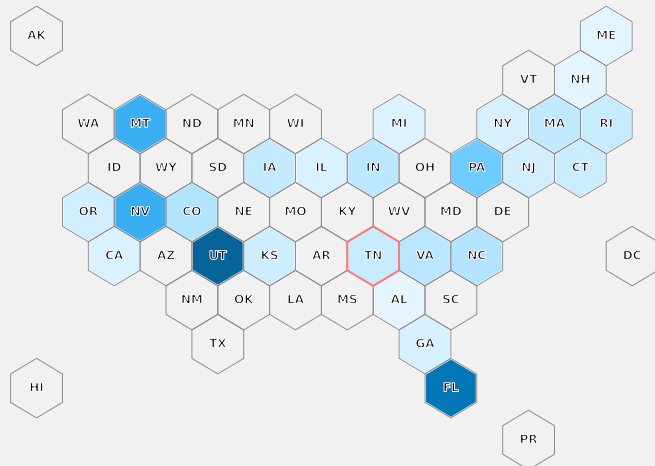 AK
ME
VT NH
WA MT ND MN WI MI NY MA RI
ID WY SD IA IL IN OH PA NJ CT
OR NV CO NE MO KY WV MD DE
CA AZ UT KS AR TN VA NC DC
NM OK LA MS AL SC
TX GA
HI FL
PR